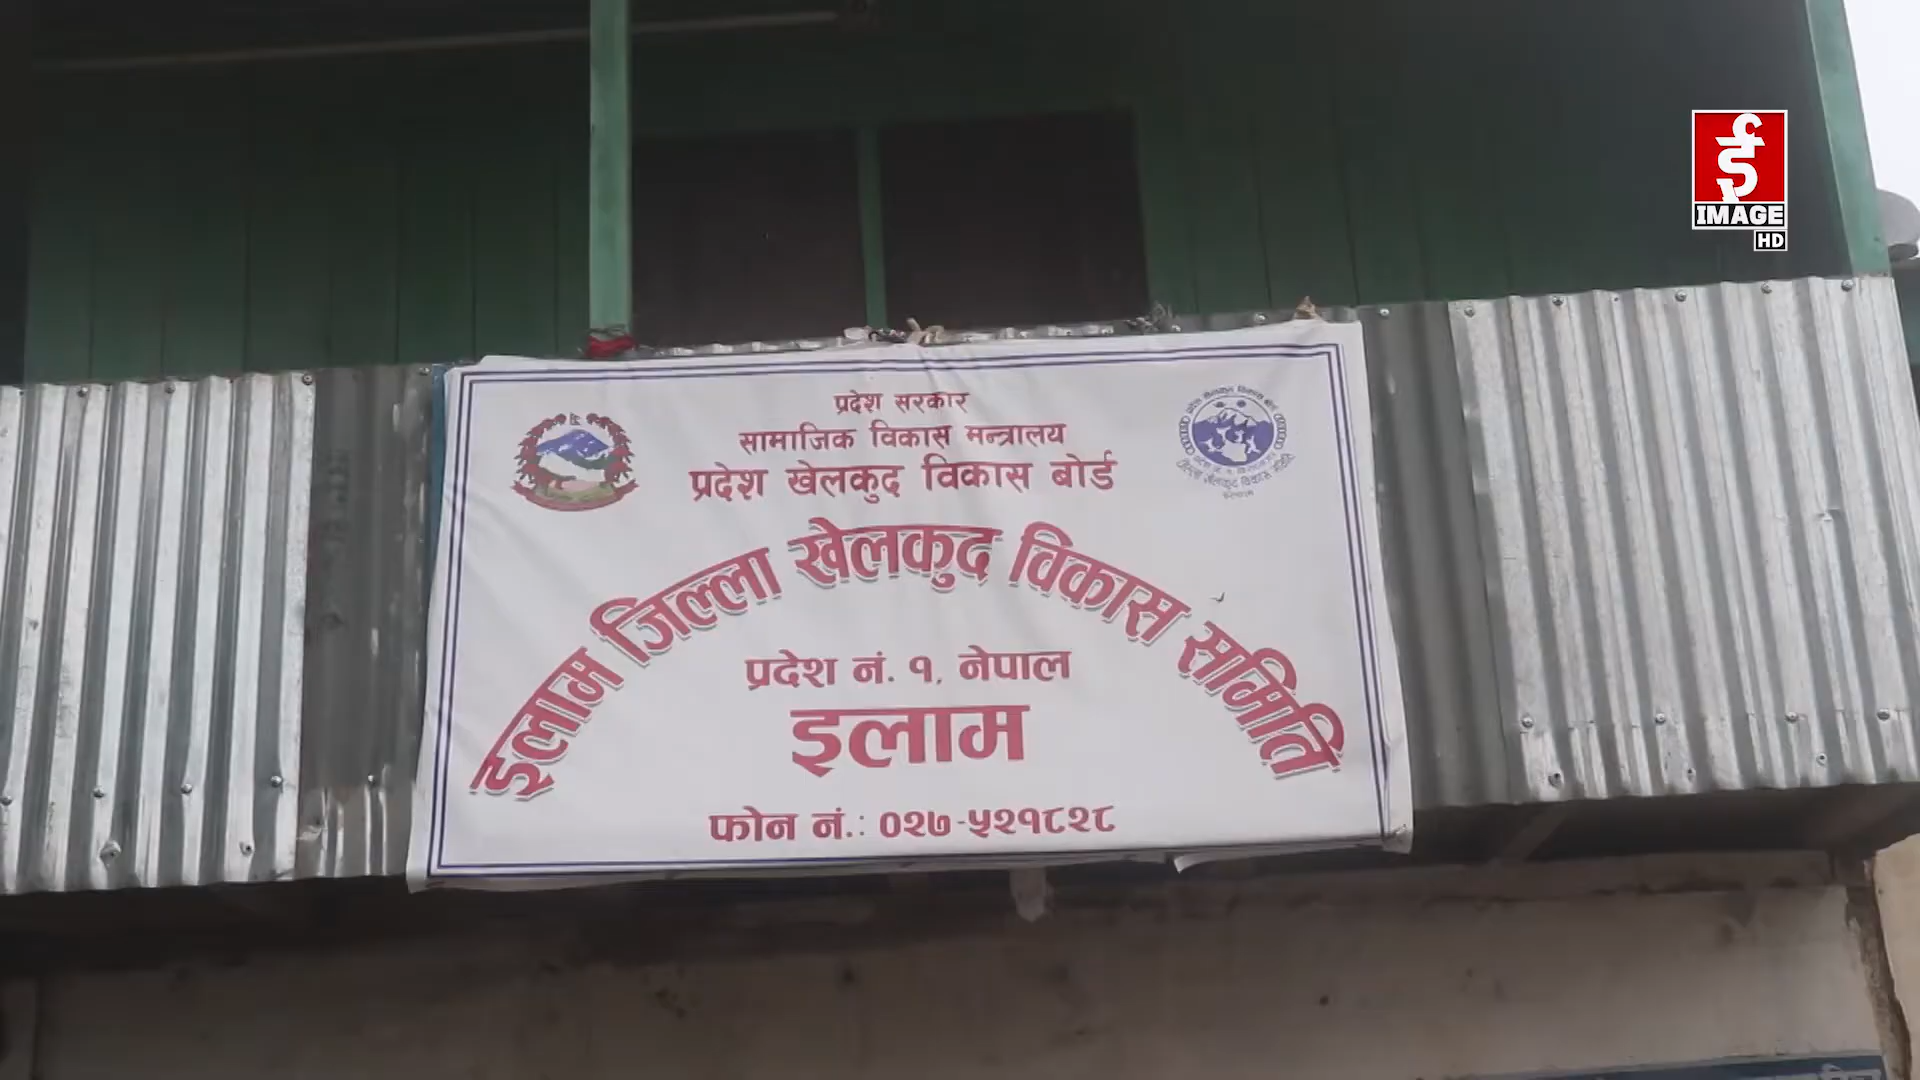 प्रदेश सरकार
सामाजिक विकास मन्त्रालय
प्रदेश खेलकुद विकास बोर्ड
इलाम जिल्ला खेलकुद विकास समिति
प्रदेश नं. १, नेपाल
इलाम
फोन नं.: ०२७-५२१८२८
IMAGE
HD